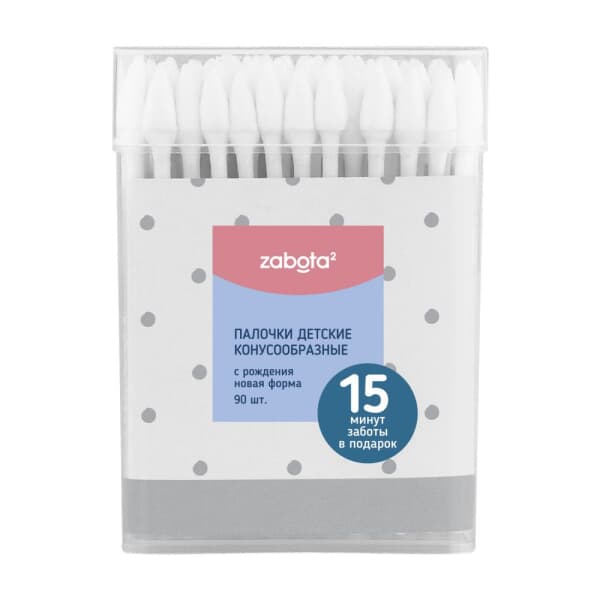 zabota²
ПАЛОЧКИ ДЕТСКИЕ
КОНУСООБРАЗНЫЕ
с рождения
новая форма
90 шт.
15
минут
заботы
в подарок